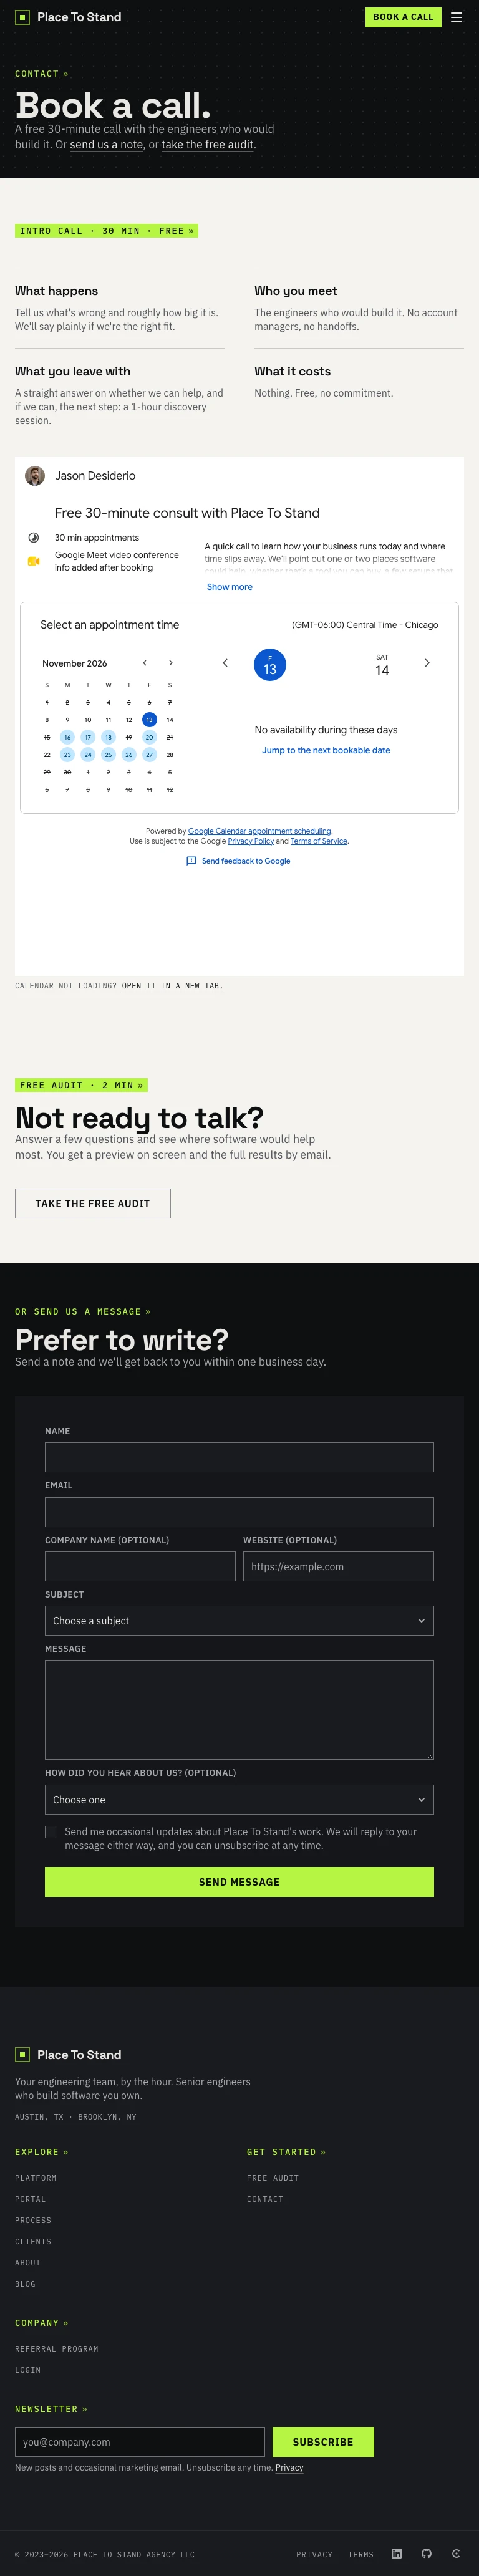 Place To Stand
BOOK A CALL
CONTACT »
Book a call.
A free 30-minute call with the engineers who would
build it. Or send us a note, or take the free audit.
INTRO CALL · 30 MIN · FREE »
What happens
Tell us what's wrong and roughly how big it is.
We'll say plainly if we're the right fit.
Who you meet
The engineers who would build it. No account
managers, no handoffs.
What you leave with
A straight answer on whether we can help, and
if we can, the next step: a 1-hour discovery
session.
What it costs
Nothing. Free, no commitment.
Jason Desiderio
Free 30-minute consult with Place To Stand
30 min appointments
Google Meet video conference
info added after booking
A quick call to learn how your business runs today and where
time slips away. We'll point out one or two places software
Show more
Select an appointment time
(GMT-06:00) Central Time - Chicago
November 2026
S M T W T F S
1 2 3 4 5 6 7
8 9 10 11 12 13 14
15 16 17 18 19 20 21
22 23 24 25 26 27 28
29 30 1 2 3 4 5
6 7 8 9 10 11 12
F
13
SAT
14
No availability during these days
Jump to the next bookable date
Powered by Google Calendar appointment scheduling.
Use is subject to the Google Privacy Policy and Terms of Service.
Send feedback to Google
CALENDAR NOT LOADING? OPEN IT IN A NEW TAB.
FREE AUDIT · 2 MIN »
Not ready to talk?
Answer a few questions and see where software would help
most. You get a preview on screen and the full results by email.
TAKE THE FREE AUDIT
OR SEND US A MESSAGE »
Prefer to write?
Send a note and we'll get back to you within one business day.
NAME
EMAIL
COMPANY NAME (OPTIONAL)
WEBSITE (OPTIONAL)
https://example.com
SUBJECT
Choose a subject
MESSAGE
HOW DID YOU HEAR ABOUT US? (OPTIONAL)
Choose one
Send me occasional updates about Place To Stand's work. We will reply to your
message either way, and you can unsubscribe at any time.
SEND MESSAGE
Place To Stand
Your engineering team, by the hour. Senior engineers
who build software you own.
AUSTIN, TX · BROOKLYN, NY
EXPLORE »
PLATFORM
PORTAL
PROCESS
CLIENTS
ABOUT
BLOG
GET STARTED »
FREE AUDIT
CONTACT
COMPANY »
REFERRAL PROGRAM
LOGIN
NEWSLETTER »
you@company.com
SUBSCRIBE
New posts and occasional marketing email. Unsubscribe any time. Privacy
© 2023–2026 PLACE TO STAND AGENCY LLC
PRIVACY
TERMS